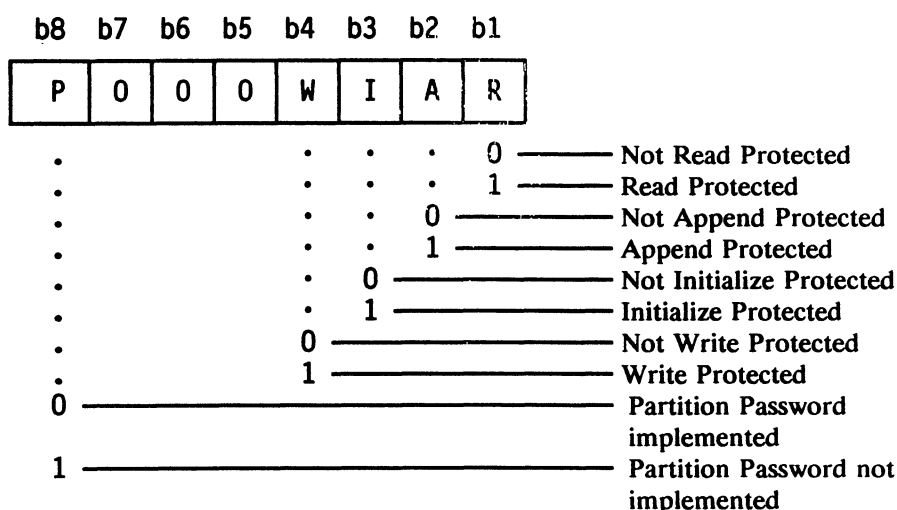 b8 b7 b6 b5 b4 b3 b2 b1
P 0 0 0 W I A R
0 Not Read Protected
1 Read Protected
0 Not Append Protected
1 Append Protected
0 Not Initialize Protected
1 Initialize Protected
0 Not Write Protected
1 Write Protected
0 Partition Password
implemented
1 Partition Password not
implemented